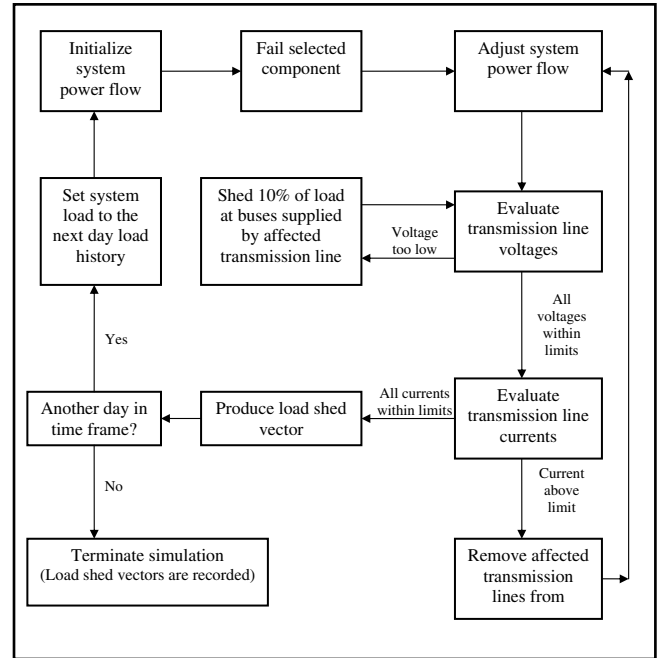 Initialize
system
power flow
Fail selected
component
Adjust system
power flow
Set system
load to the
next day load
history
Shed 10% of load
at buses supplied
by affected
transmission line
Voltage
too low
Evaluate
transmission line
voltages
All
voltages
within
limits
Yes
Another day in
time frame?
Produce load shed
vector
All currents
within limits
Evaluate
transmission line
currents
No
Current
above
limit
Terminate simulation
(Load shed vectors are recorded)
Remove affected
transmission
lines from